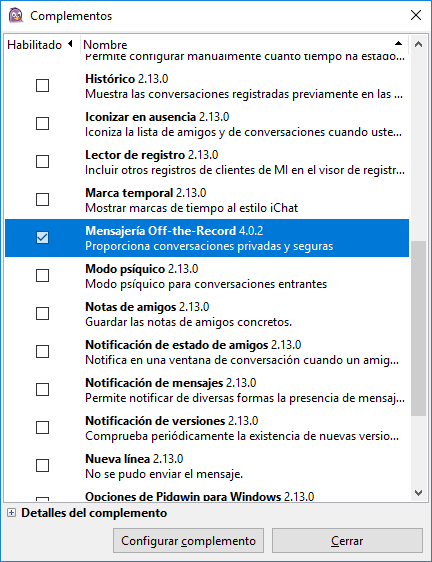 Complementos
Habilitado Nombre
Permite configurar manualmente cuánto tiempo ha estado...
Histórico 2.13.0
Muestra las conversaciones registradas previamente en las ...
Iconizar en ausencia 2.13.0
Iconiza la lista de amigos y de conversaciones cuando uste...
Lector de registro 2.13.0
Incluir otros registros de clientes de MI en el visor de registr...
Marca temporal 2.13.0
Mostrar marcas de tiempo al estilo iChat
Mensajería Off-the-Record 4.0.2
Proporciona conversaciones privadas y seguras
Modo psíquico 2.13.0
Modo psíquico para conversaciones entrantes
Notas de amigos 2.13.0
Guardar las notas de amigos concretos.
Notificación de estado de amigos 2.13.0
Notifica en una ventana de conversación cuando un amig...
Notificación de mensajes 2.13.0
Permite notificar de diversas formas la presencia de mensaj...
Notificación de versiones 2.13.0
Comprueba periódicamente la existencia de nuevas versio...
Nueva línea 2.13.0
No se pudo enviar el mensaje.
Opciones de Pidgwin para Windows 2.13.0
Detalles del complemento
Configurar complemento Cerrar